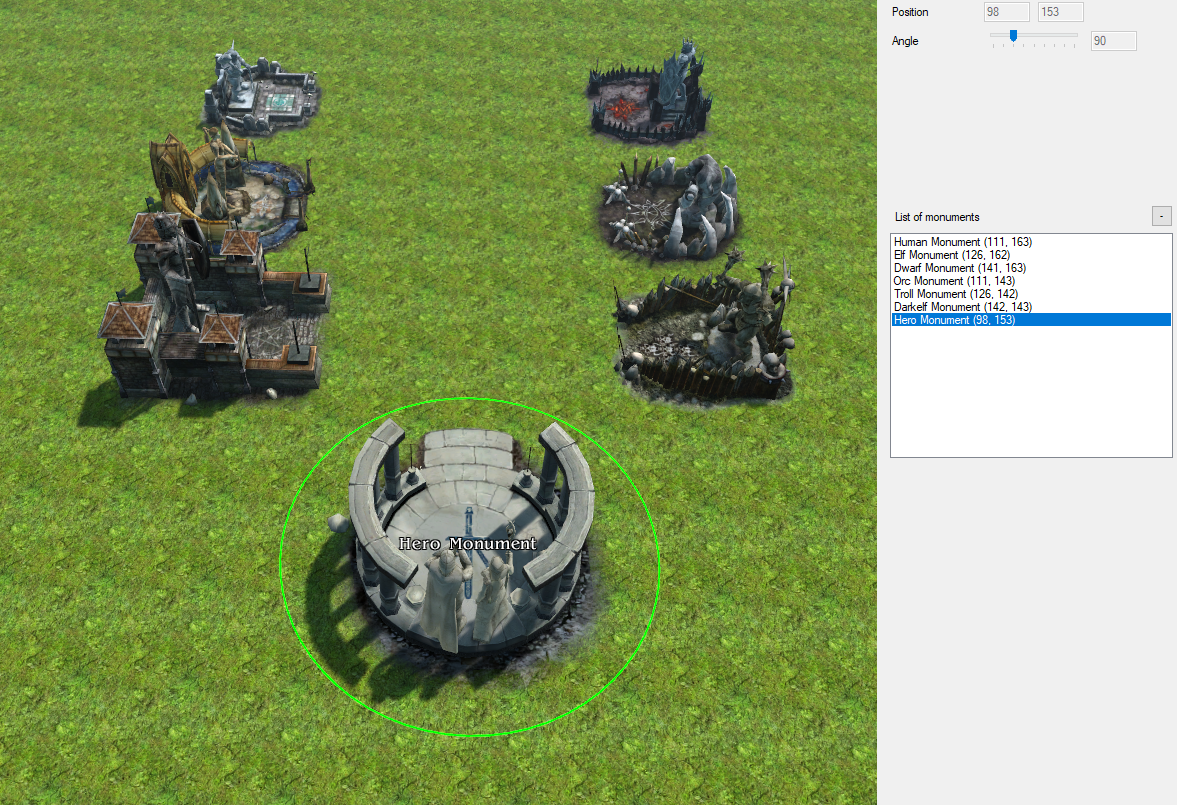 Position 98 153
Angle 90
List of monuments -
Human Monument (111, 163)
Elf Monument (126, 162)
Dwarf Monument (141, 163)
Orc Monument (111, 143)
Troll Monument (126, 142)
Darkelf Monument (142, 143)
Hero Monument (98, 153)
Hero Monument